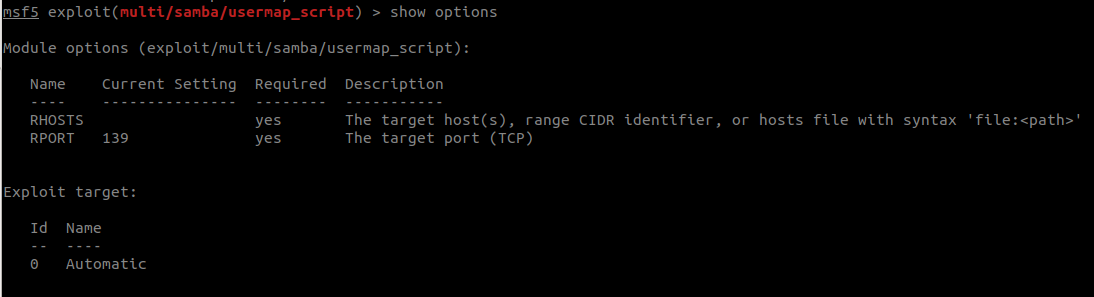 msf5 exploit(multi/samba/usermap_script) > show options
Module options (exploit/multi/samba/usermap_script):
Name Current Setting Required Description
---- --------------- -------- -----------
RHOSTS yes The target host(s), range CIDR identifier, or hosts file with syntax 'file:<path>'
RPORT 139 yes The target port (TCP)
Exploit target:
Id Name
-- ----
0 Automatic